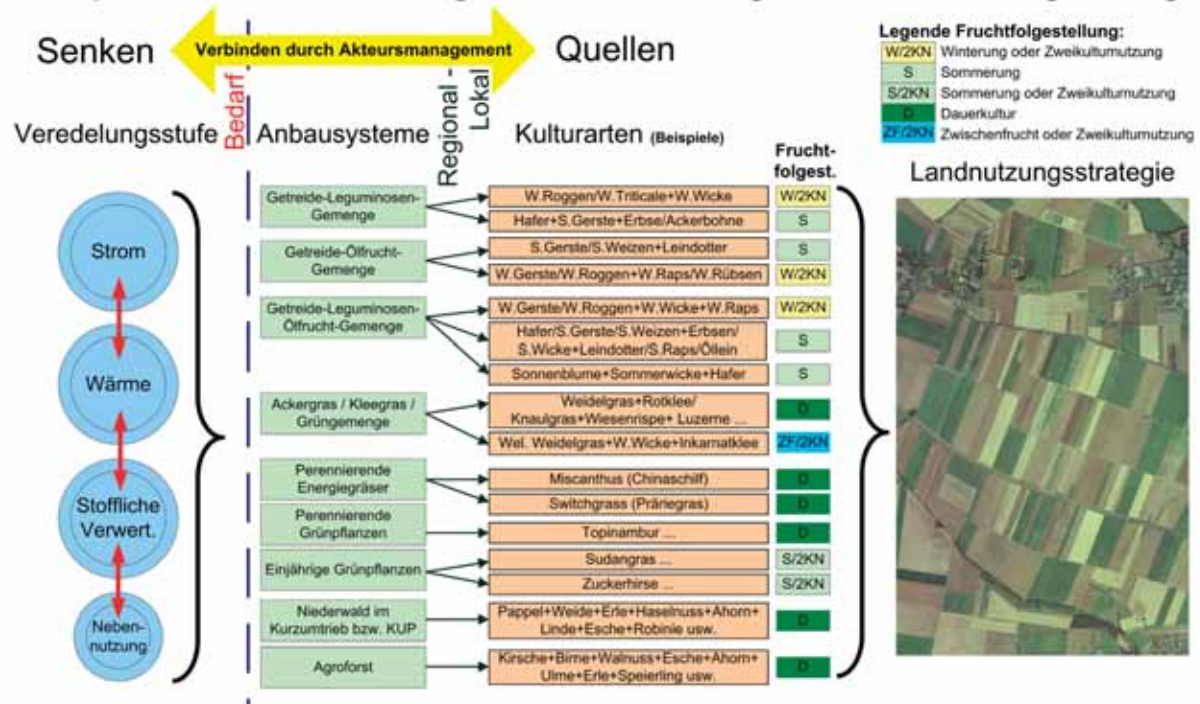 Senken
Verbinden durch Akteursmanagement
Quellen
Legende Fruchtfolgestellung:
W/2KN Winterung oder Zweikulturnutzung
S Sommerung
S/2KN Sommerung oder Zweikulturnutzung
D Dauerkultur
ZF/2KN Zwischenfrucht oder Zweikulturnutzung
Veredelungsstufe
Bedarf
Anbausysteme
Regional -
Lokal
Kulturarten (Beispiele)
Frucht-
folgest.
Landnutzungsstrategie
Strom
Wärme
Stoffliche
Verwert.
Neben-
nutzung
Getreide-Leguminosen-
Gemenge
W.Roggen/W.Triticale+W.Wicke W/2KN
Hafer+S.Gerste+Erbse/Ackerbohne S
Getreide-Ölfrucht-
Gemenge
S.Gerste/S.Weizen+Leindotter S
W.Gerste/W.Roggen+W.Raps/W.Rübsen W/2KN
Getreide-Leguminosen-
Ölfrucht-Gemenge
W.Gerste/W.Roggen+W.Wicke+W.Raps W/2KN
Hafer/S.Gerste/S.Weizen+Erbsen/
S.Wicke+Leindotter/S.Raps/Öllein S
Sonnenblume+Sommerwicke+Hafer S
Ackergras / Kleegras /
Grüngemenge
Weidelgras+Rotklee/
Knaulgras+Wiesenrispe+ Luzerne ... D
Wel. Weidelgras+W.Wicke+Inkarnatklee ZF/2KN
Perennierende
Energiegräser
Miscanthus (Chinaschilf) D
Switchgrass (Präriegras) D
Perennierende
Grünpflanzen
Topinambur ... D
Einjährige Grünpflanzen
Sudangras ... S/2KN
Zuckerhirse ... S/2KN
Niederwald im
Kurzumtrieb bzw. KUP
Pappel+Weide+Erle+Haselnuss+Ahorn+
Linde+Esche+Robinie usw. D
Agroforst
Kirsche+Birne+Walnuss+Esche+Ahorn+
Ulme+Erle+Speierling usw. D